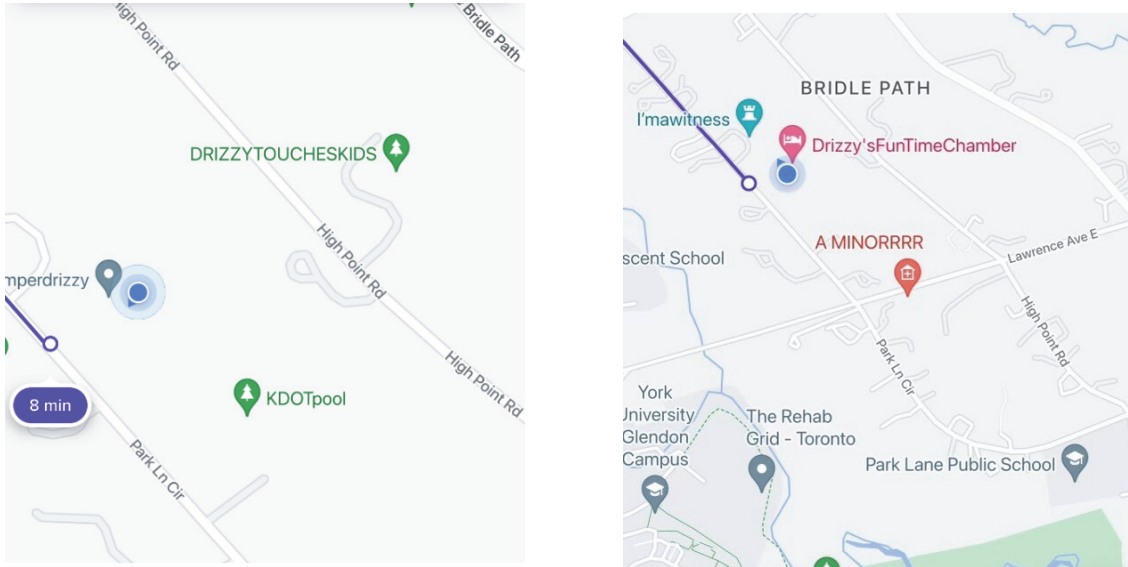 High Point Rd
Bridle Path
DRIZZYTOUCHESKIDS
High Point Rd
mperdrizzy
8 min
KDOTpool
High Point Rd
Park Ln Cir
BRIDLE PATH
I'mawitness
Drizzy'sFunTimeChamber
A MINORRRR
Lawrence Ave E
scent School
High Point Rd
Park Ln Cir
York
University
Glendon
Campus
The Rehab
Grid - Toronto
Park Lane Public School